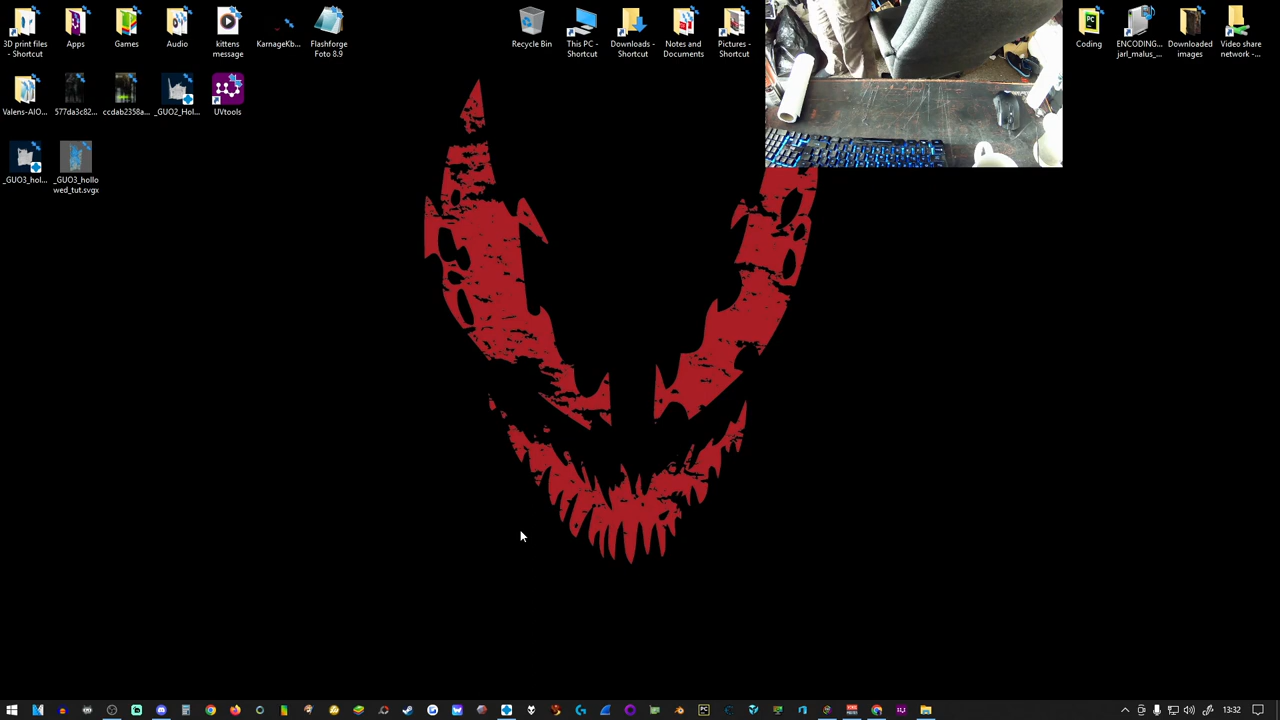 3D print files
- Shortcut
Apps
Games
Audio
kittens
message
KarnageKb...
Flashforge
Foto 8.9
Recycle Bin
This PC -
Shortcut
Downloads -
Shortcut
Notes and
Documents
Pictures -
Shortcut
Coding
ENCODING...
jarl_malus_...
Downloaded
images
Video share
network -...
Valens-AIO...
577da3c82...
ccdab2358a...
_GUO2_Hol...
UVtools
_GUO3_hol...
_GUO3_hollo
wed_tut.svgx
13:32